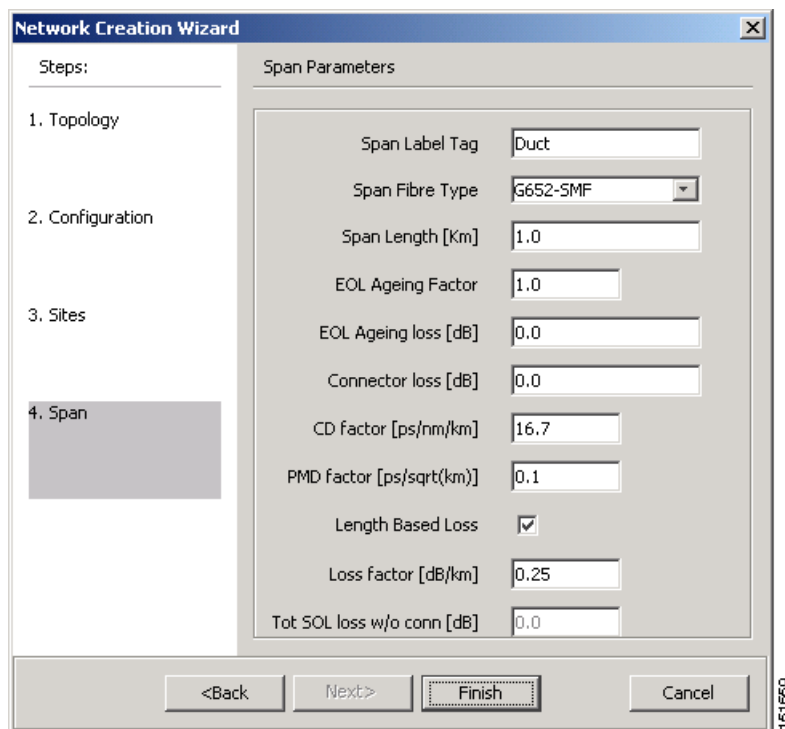 Network Creation Wizard
Steps:
Span Parameters
1. Topology
2. Configuration
3. Sites
4. Span
Span Label Tag Duct
Span Fibre Type G652-SMF
Span Length [Km] 1.0
EOL Ageing Factor 1.0
EOL Ageing loss [dB] 0.0
Connector loss [dB] 0.0
CD factor [ps/nm/km] 16.7
PMD factor [ps/sqrt(km)] 0.1
Length Based Loss
Loss factor [dB/km] 0.25
Tot SOL loss w/o conn [dB] 0.0
<Back Next> Finish Cancel